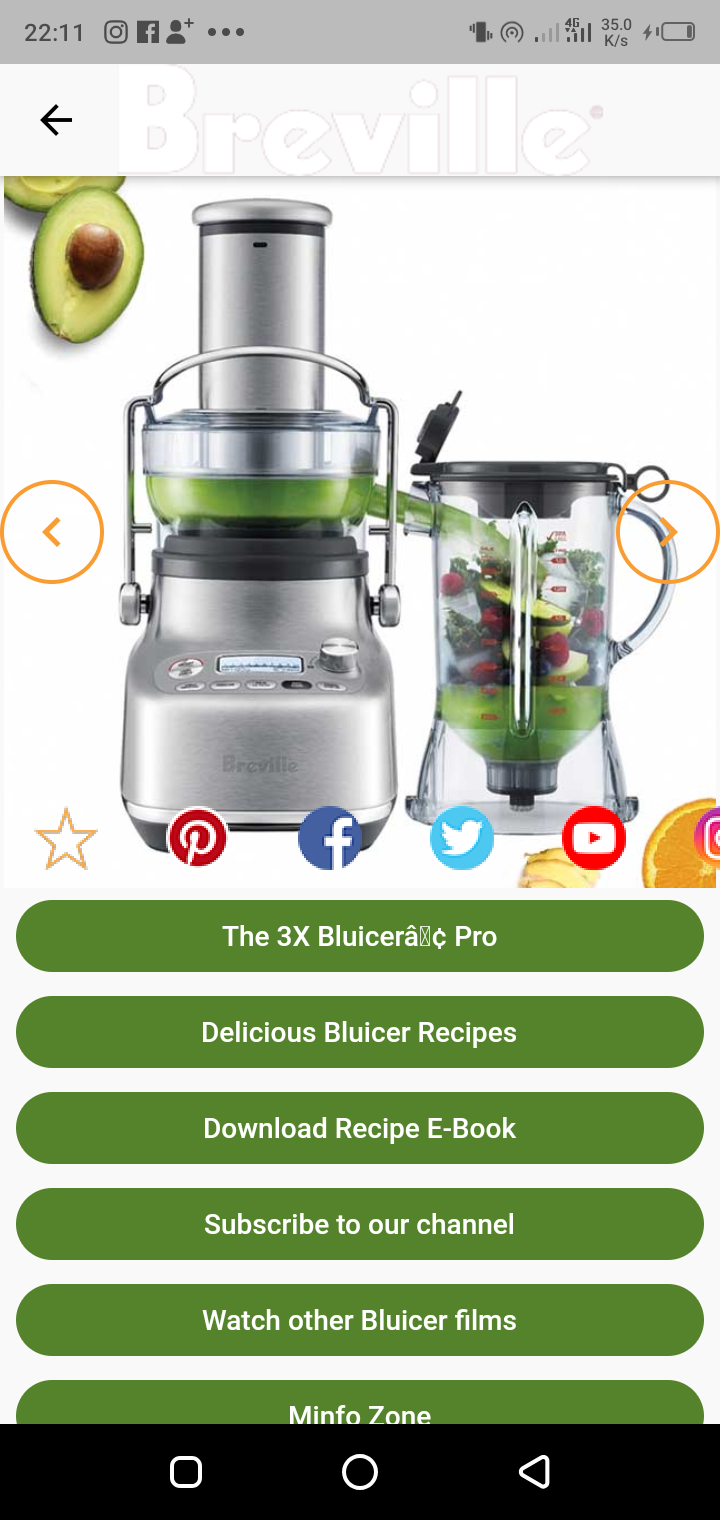 22:11
4G
35.0
K/s
Breville
Breville
The 3X Bluicerâ¢ Pro
Delicious Bluicer Recipes
Download Recipe E-Book
Subscribe to our channel
Watch other Bluicer films
Minfo Zone